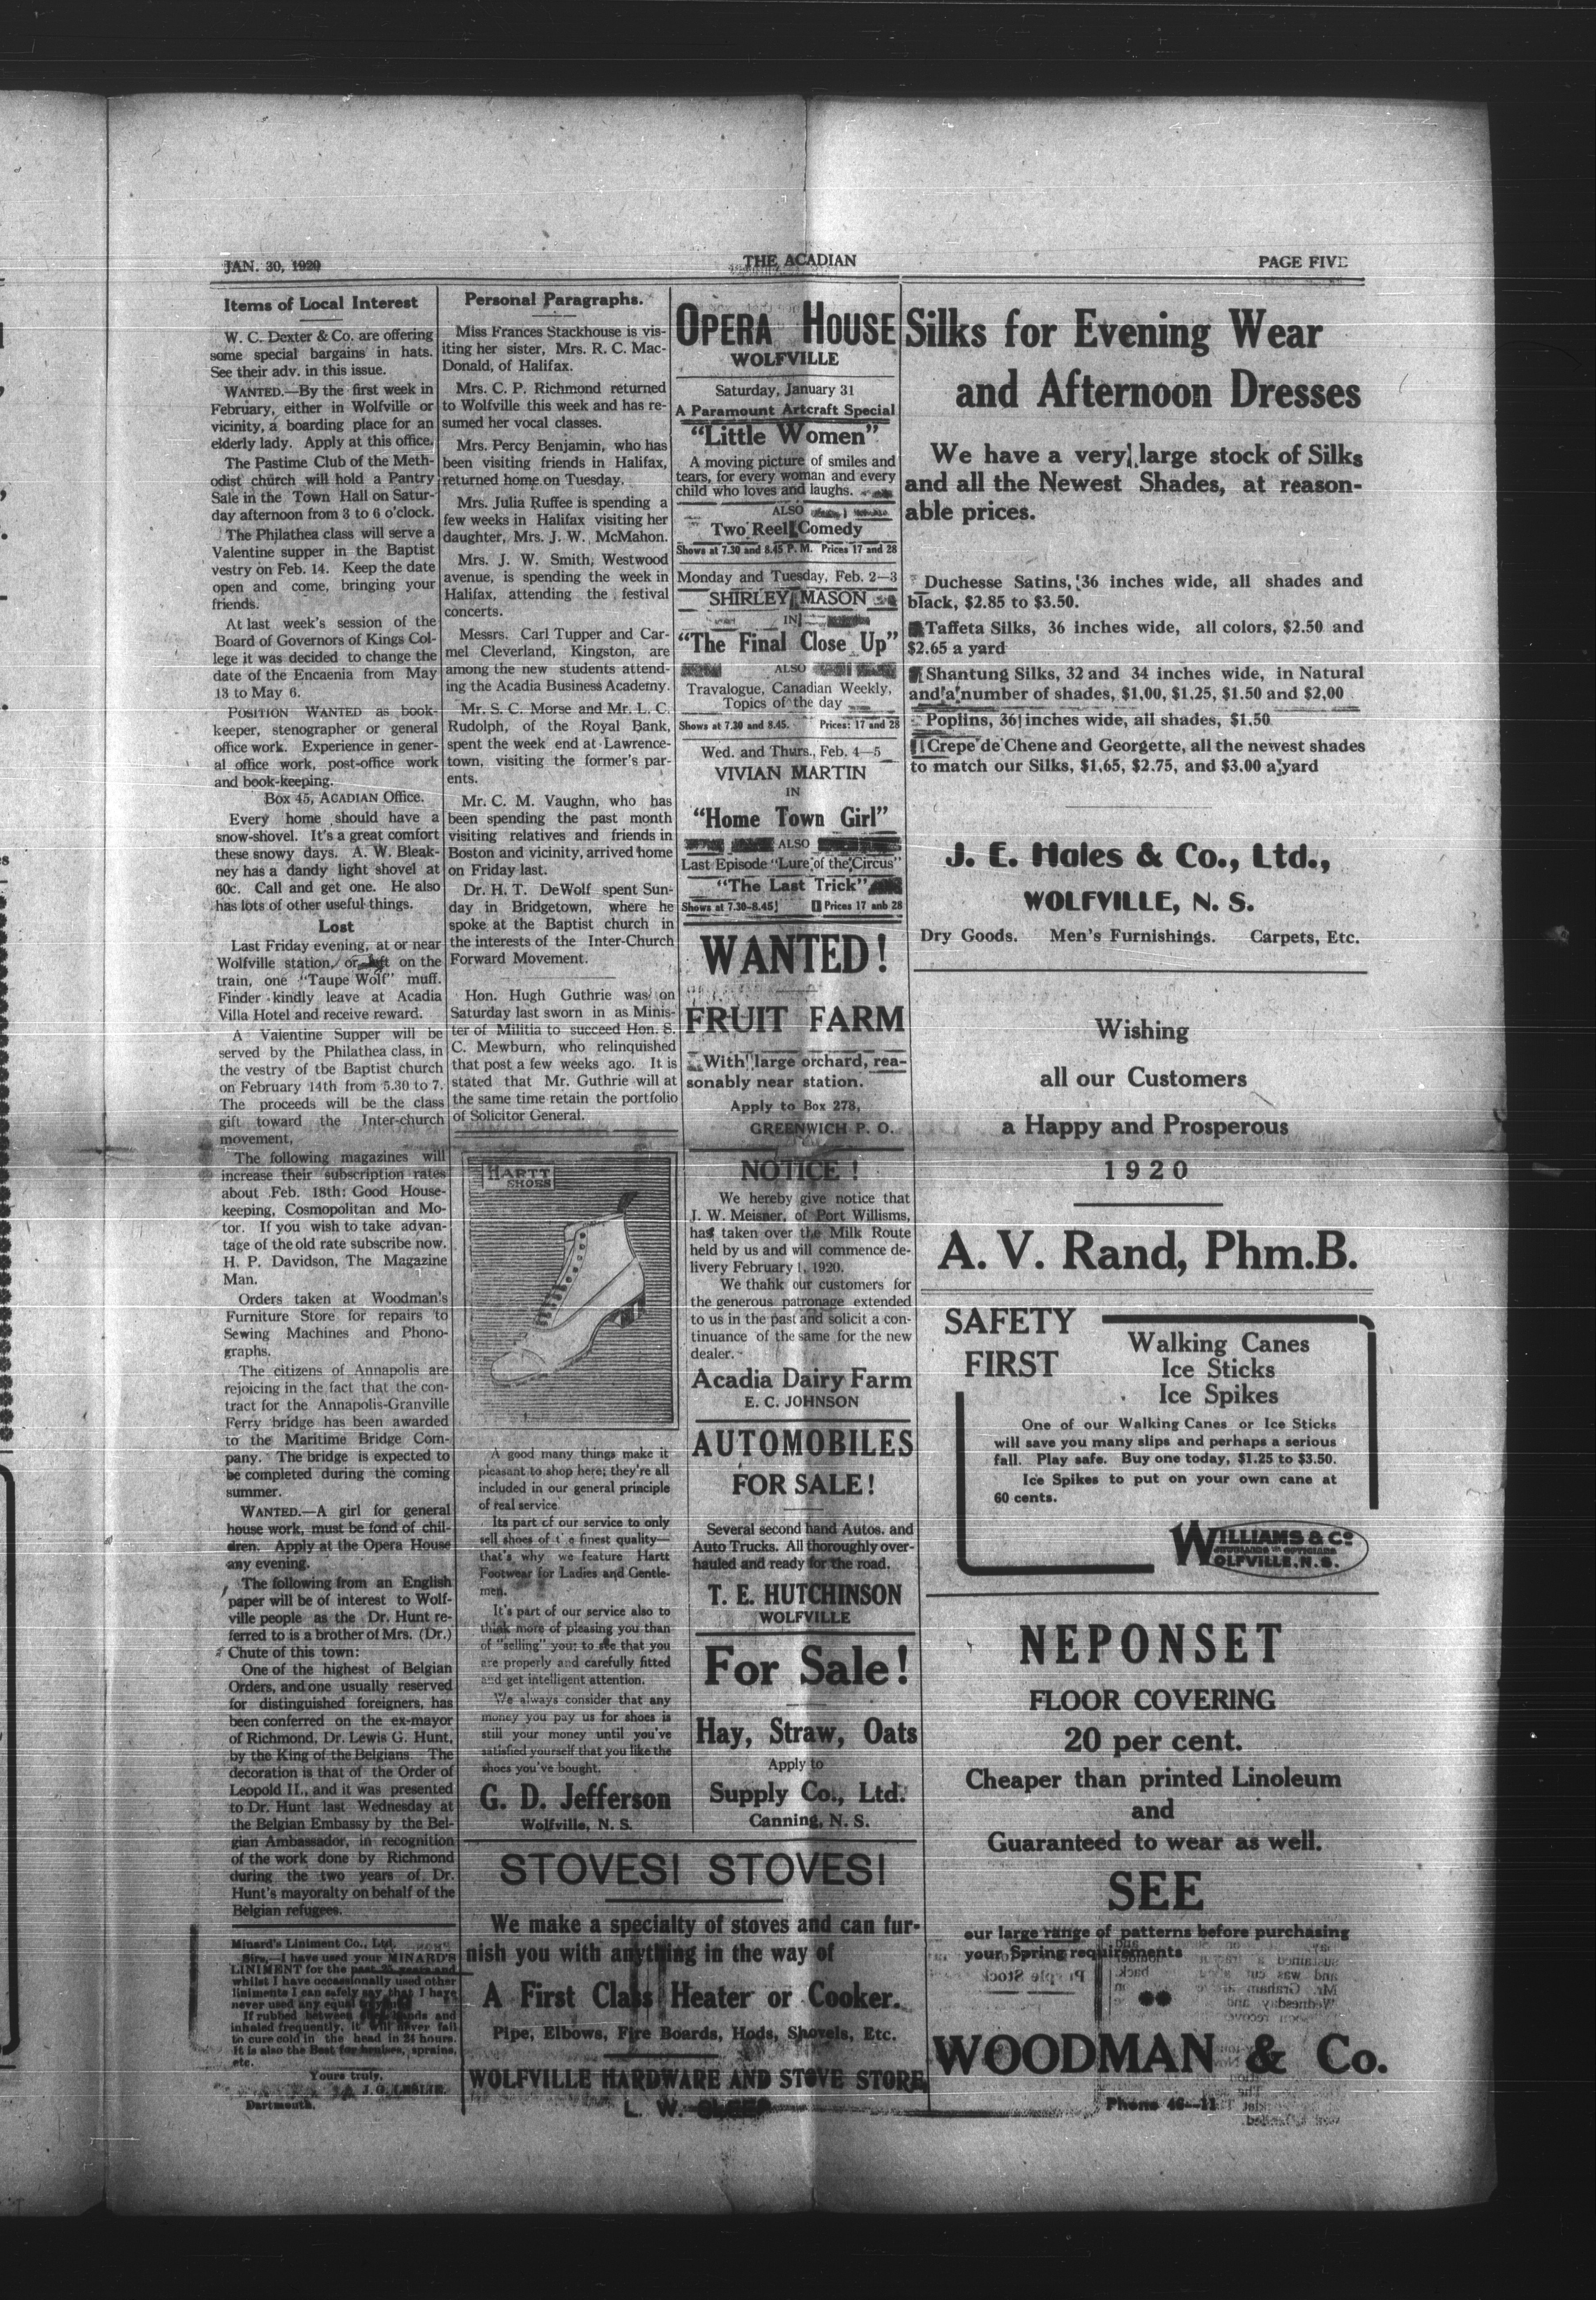 JAN. 30, 1920
THE ACADIAN
PAGE FIVE
Items of Local Interest
W. C. Dexter & Co. are offering
some special bargains in hats.
See their adv. in this issue.
WANTED.—By the first week in
February, either in Wolfville or
vicinity, a boarding place for an
elderly lady. Apply at this office.
The Pastime Club of the Meth-
odist church will hold a Pantry
Sale in the Town Hall on Satur-
day afternoon from 3 to 6 o'clock.
The Philathea class will serve a
Valentine supper in the Baptist
vestry on Feb. 14. Keep the date
open and come, bringing your
friends.
At last week's session of the
Board of Governors of Kings Col-
lege it was decided to change the
date of the Encaenia from May
13 to May 6.
POSITION WANTED as book-
keeper, stenographer or general
office work. Experience in gener-
al office work, post-office work
and book-keeping.
Box 45, ACADIAN Office.
Every home should have a
snow-shovel. It's a great comfort
these snowy days. A. W. Bleak-
ney has a dandy light shovel at
60c. Call and get one. He also
has lots of other useful things.
Lost
Last Friday evening, at or near
Wolfville station, or left on the
train, one "Taupe Wolf" muff.
Finder kindly leave at Acadia
Villa Hotel and receive reward.
A Valentine Supper will be
served by the Philathea class, in
the vestry of tbe Baptist church
on February 14th from 5.30 to 7.
The proceeds will be the class
gift toward the Inter-church
movement.
The following magazines will
increase their subscription rates
about Feb. 18th: Good House-
keeping, Cosmopolitan and Mo-
tor. If you wish to take advan-
tage of the old rate subscribe now.
H. P. Davidson, The Magazine
Man.
Orders taken at Woodman's
Furniture Store for repairs to
Sewing Machines and Phono-
graphs.
The citizens of Annapolis are
rejoicing in the fact that the con-
tract for the Annapolis-Granville
Ferry bridge has been awarded
to the Maritime Bridge Com-
pany. The bridge is expected to
be completed during the coming
summer.
WANTED.—A girl for general
house work, must be fond of chil-
dren. Apply at the Opera House
any evening.
The following from an English
paper will be of interest to Wolf-
ville people as the Dr. Hunt re-
ferred to is a brother of Mrs. (Dr.)
Chute of this town:
One of the highest of Belgian
Orders, and one usually reserved
for distinguished foreigners, has
been conferred on the ex-mayor
of Richmond, Dr. Lewis G. Hunt,
by the King of the Belgians. The
decoration is that of the Order of
Leopold II., and it was presented
to Dr. Hunt last Wednesday at
the Belgian Embassy by the Bel-
gian Ambassador, in recognition
of the work done by Richmond
during the two years of Dr.
Hunt's mayoralty on behalf of the
Belgian refugees.
Minard's Liniment Co., Ltd.
Sirs,—I have used your MINARD'S
LINIMENT for the past 25 years and
whilst I have occassionally used other
liniments I can safely say that I have
never used any equal
If rubbed between hands and
inhaled frequently, it will never fail
to cure cold in the head in 24 hours.
It is also the Best for bruises, sprains,
etc.
Yours truly,
J. G. LESLIE.
Dartmouth.
Personal Paragraphs.
Miss Frances Stackhouse is vis-
iting her sister, Mrs. R. C. Mac-
Donald, of Halifax.
Mrs. C. P. Richmond returned
to Wolfville this week and has re-
sumed her vocal classes.
Mrs. Percy Benjamin, who has
been visiting friends in Halifax,
returned home on Tuesday.
Mrs. Julia Ruffee is spending a
few weeks in Halifax visiting her
daughter, Mrs. J. W. McMahon.
Mrs. J. W. Smith, Westwood
avenue, is spending the week in
Halifax, attending the festival
concerts.
Messrs. Carl Tupper and Car-
mel Cleverland, Kingston, are
among the new students attend-
ing the Acadia Business Academy.
Mr. S. C. Morse and Mr. L. C.
Rudolph, of the Royal Bank,
spent the week end at Lawrence-
town, visiting the former's par-
ents.
Mr. C. M. Vaughn, who has
been spending the past month
visiting relatives and friends in
Boston and vicinity, arrived home
on Friday last.
Dr. H. T. DeWolf spent Sun-
day in Bridgetown, where he
spoke at the Baptist church in
the interests of the Inter-Church
Forward Movement.
Hon. Hugh Guthrie was on
Saturday last sworn in as Minis-
ter of Militia to succeed Hon. S.
C. Mewburn, who relinquished
that post a few weeks ago. It is
stated that Mr. Guthrie will at
the same time retain the portfolio
of Solicitor General.
HARTT
SHOES
A good many things make it
pleasant to shop here; they're all
included in our general principle
of real service.
Its part of our service to only
sell shoes of t e finest quality—
that's why we feature Hartt
Footwear for Ladies and Gentle-
men.
It's part of our service also to
think more of pleasing you than
of "selling" you; to see that you
are properly and carefully fitted
and get intelligent attention.
We always consider that any
money you pay us for shoes is
still your money until you've
satisfied yourself that you like the
shoes you've bought.
G. D. Jefferson
Wolfville, N. S.
OPERA HOUSE
WOLFVILLE
Saturday, January 31
A Paramount Artcraft Special
"Little Women"
A moving picture of smiles and
tears, for every woman and every
child who loves and laughs.
ALSO
Two Reel Comedy
Shows at 7.30 and 8.45 P. M. Prices 17 and 28
Monday and Tuesday, Feb. 2—3
SHIRLEY MASON
IN
"The Final Close Up"
ALSO
Travalogue, Canadian Weekly,
Topics of the day
Shows at 7.30 and 8.45. Prices: 17 and 28
Wed. and Thurs., Feb. 4—5
VIVIAN MARTIN
IN
"Home Town Girl"
ALSO
Last Episode "Lure of the Circus"
"The Last Trick"
Shows at 7.30-8.45 Prices 17 anb 28
WANTED!
FRUIT FARM
With large orchard, rea-
sonably near station.
Apply to Box 278,
GREENWICH P. O.
NOTICE !
We hereby give notice that
J. W. Meisner, of Port Willisms,
has taken over the Milk Route
held by us and will commence de-
livery February 1, 1920.
We thahk our customers for
the generous patronage extended
to us in the past and solicit a con-
tinuance of the same for the new
dealer.
Acadia Dairy Farm
E. C. JOHNSON
AUTOMOBILES
FOR SALE!
Several second hand Autos. and
Auto Trucks. All thoroughly over-
hauled and ready for the road.
T. E. HUTCHINSON
WOLFVILLE
For Sale!
Hay, Straw, Oats
Apply to
Supply Co., Ltd.
Canning, N. S.
STOVES! STOVES!
We make a specialty of stoves and can fur-
nish you with anything in the way of
A First Class Heater or Cooker.
Pipe, Elbows, Fire Boards, Hods, Shovels, Etc.
WOLFVILLE HARDWARE AND STOVE STORE
L. W. SLEEP
Silks for Evening Wear
and Afternoon Dresses
We have a very large stock of Silks
and all the Newest Shades, at reason-
able prices.
Duchesse Satins, 36 inches wide, all shades and
black, $2.85 to $3.50.
Taffeta Silks, 36 inches wide, all colors, $2.50 and
$2.65 a yard
Shantung Silks, 32 and 34 inches wide, in Natural
and a number of shades, $1.00, $1.25, $1.50 and $2.00
Poplins, 36 inches wide, all shades, $1.50
Crepe de Chene and Georgette, all the newest shades
to match our Silks, $1.65, $2.75, and $3.00 a yard
J. E. Hales & Co., Ltd.,
WOLFVILLE, N. S.
Dry Goods. Men's Furnishings. Carpets, Etc.
Wishing
all our Customers
a Happy and Prosperous
1920
A. V. Rand, Phm.B.
SAFETY
FIRST
Walking Canes
Ice Sticks
Ice Spikes
One of our Walking Canes or Ice Sticks
will save you many slips and perhaps a serious
fall. Play safe. Buy one today, $1.25 to $3.50.
Ice Spikes to put on your own cane at
60 cents.
WILLIAMS & Co
WOLFVILLE, N. S.
NEPONSET
FLOOR COVERING
20 per cent.
Cheaper than printed Linoleum
and
Guaranteed to wear as well.
SEE
our large range of patterns before purchasing
your Spring requirements
WOODMAN & Co.
Phone 46—11